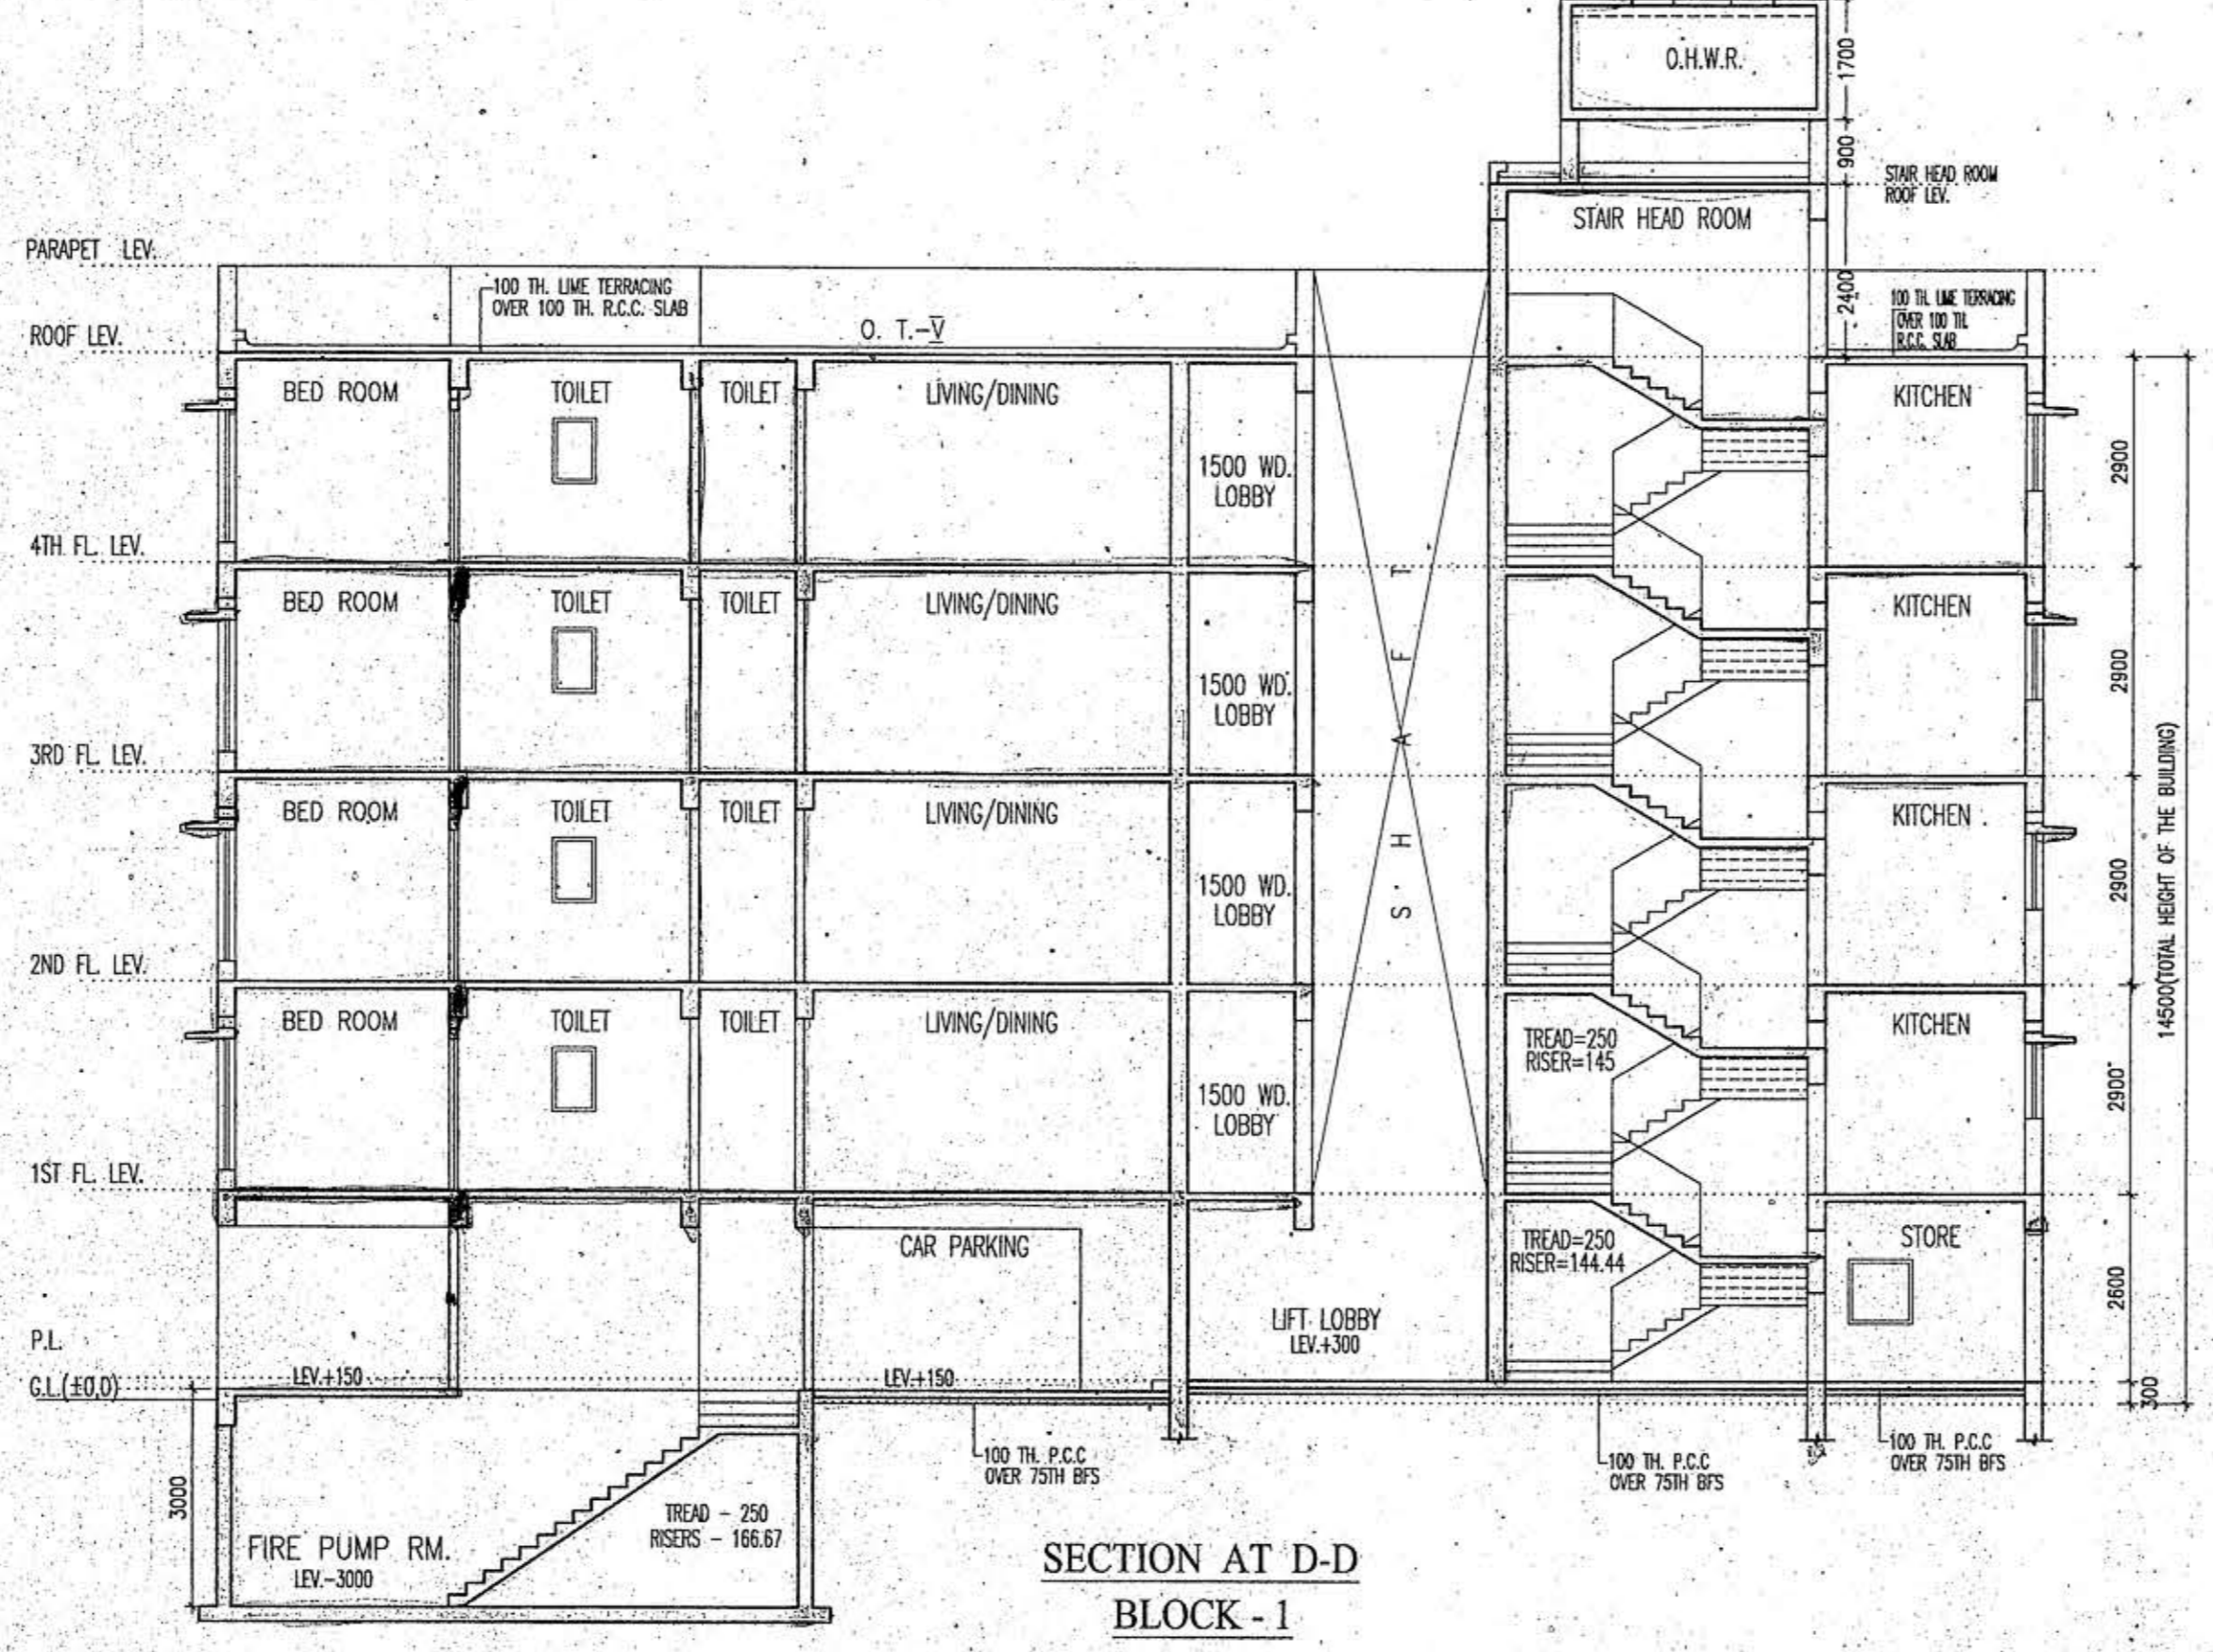 O.H.W.R.
1700
900
STAIR HEAD ROOM
ROOF LEV.
STAIR HEAD ROOM
2400
PARAPET LEV.
100 TH. LIME TERRACING
OVER 100 TH. R.C.C. SLAB
100 TH. LIME TERRACING
OVER 100 TH.
R.C.C. SLAB
ROOF LEV.
O. T.-V
BED ROOM
TOILET
TOILET
LIVING/DINING
KITCHEN
1500 WD.
LOBBY
2900
4TH FL. LEV.
BED ROOM
TOILET
TOILET
LIVING/DINING
KITCHEN
1500 WD.
LOBBY
2900
SHAFT
3RD FL. LEV.
BED ROOM
TOILET
TOILET
LIVING/DINING
KITCHEN
1500 WD.
LOBBY
2900
14500(TOTAL HEIGHT OF THE BUILDING)
2ND FL. LEV.
BED ROOM
TOILET
TOILET
LIVING/DINING
KITCHEN
TREAD=250
RISER=145
1500 WD.
LOBBY
2900
1ST FL. LEV.
CAR PARKING
TREAD=250
RISER=144.44
STORE
2600
LIFT LOBBY
LEV.+300
P.L.
LEV.+150
LEV.+150
G.L.(±0,0)
300
100 TH. P.C.C
OVER 75TH BFS
100 TH. P.C.C
OVER 75TH BFS
100 TH. P.C.C
OVER 75TH BFS
3000
TREAD - 250
RISERS - 166.67
FIRE PUMP RM.
LEV.-3000
SECTION AT D-D
BLOCK - 1